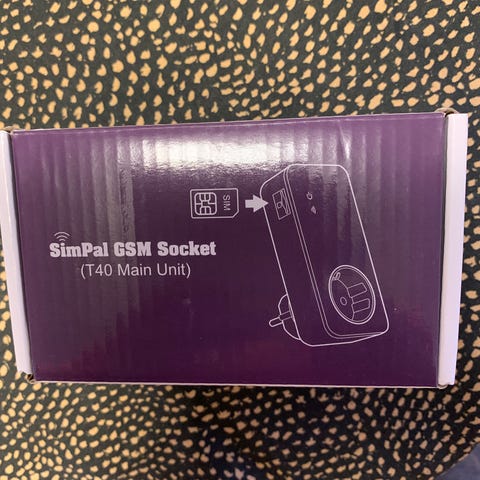 SIM
SimPal GSM Socket
(T40 Main Unit)